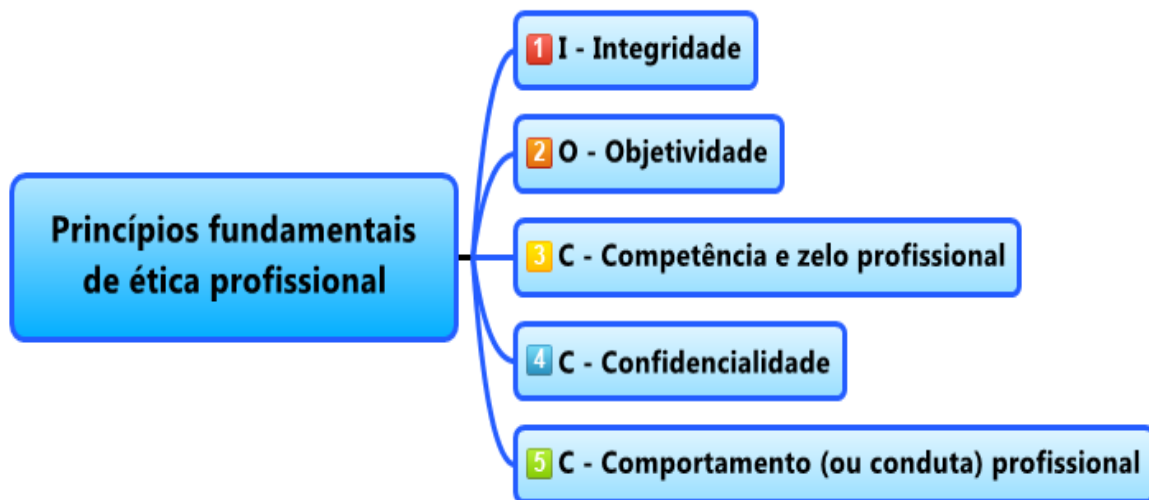 Princípios fundamentais
de ética profissional
1 I - Integridade
2 O - Objetividade
3 C - Competência e zelo profissional
4 C - Confidencialidade
5 C - Comportamento (ou conduta) profissional